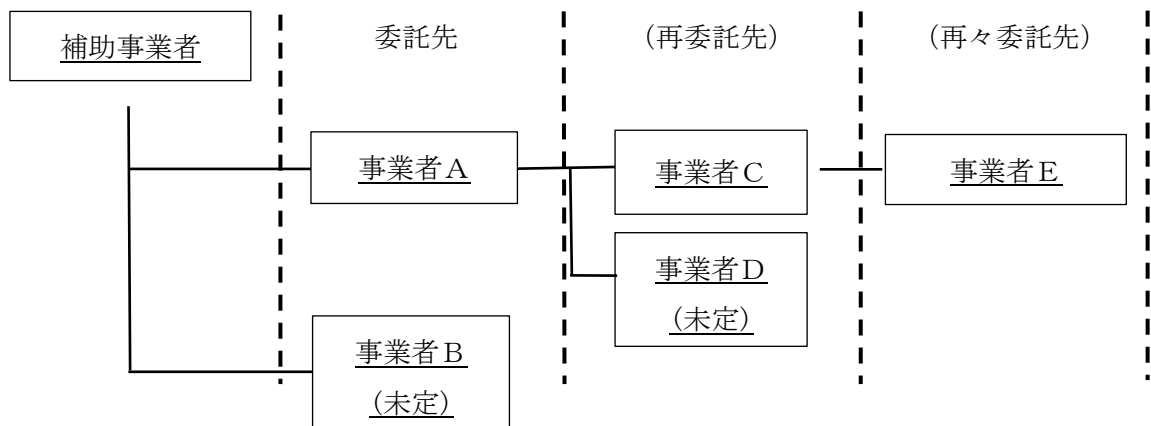 補助事業者
委託先
(再委託先)
(再々委託先)
事業者A
事業者C
事業者E
事業者D
(未定)
事業者B
(未定)